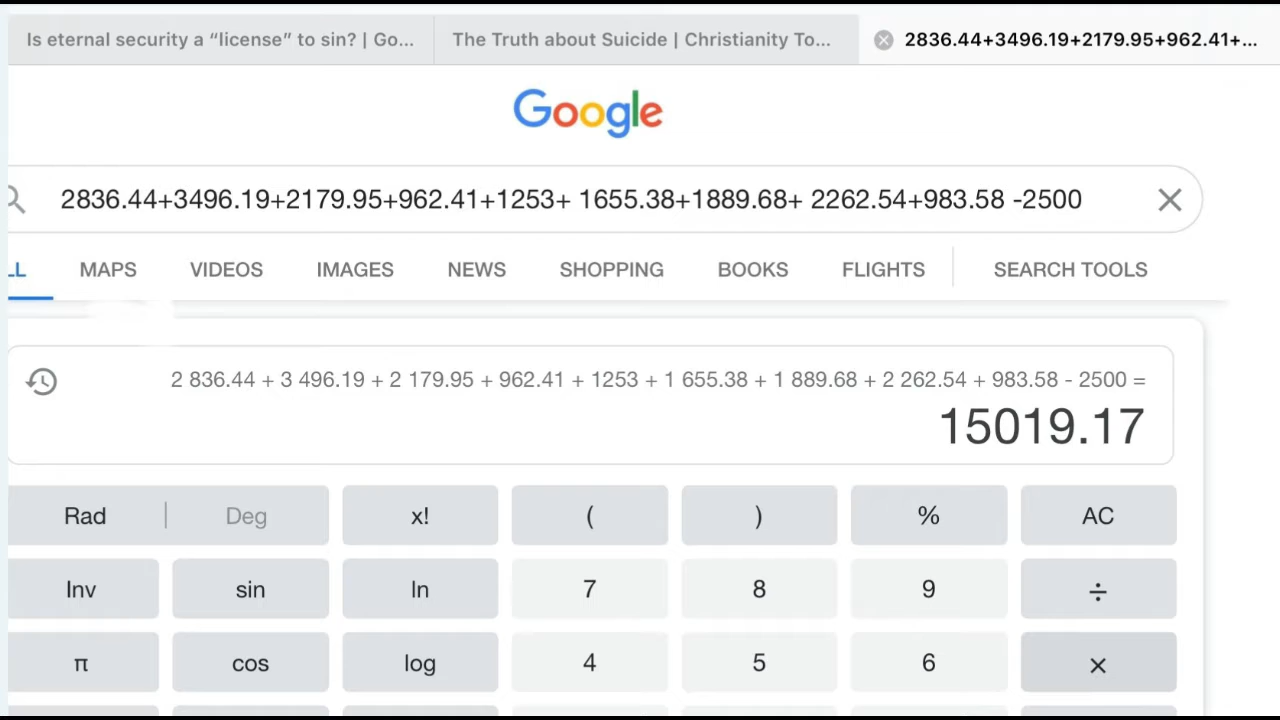 Is eternal security a “license” to sin? | Go...
The Truth about Suicide | Christianity To...
2836.44+3496.19+2179.95+962.41+...
Google
2836.44+3496.19+2179.95+962.41+1253+ 1655.38+1889.68+ 2262.54+983.58 -2500
LL MAPS VIDEOS IMAGES NEWS SHOPPING BOOKS FLIGHTS SEARCH TOOLS
2 836.44 + 3 496.19 + 2 179.95 + 962.41 + 1253 + 1 655.38 + 1 889.68 + 2 262.54 + 983.58 - 2500 =
15019.17
Rad | Deg x! ( ) % AC
Inv sin ln 7 8 9 ÷
π cos log 4 5 6 ×